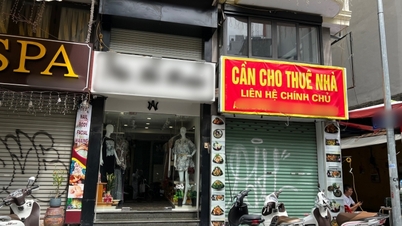 SPA
CẦN CHO THUÊ NHÀ
LIÊN HỆ CHÍNH CHỦ